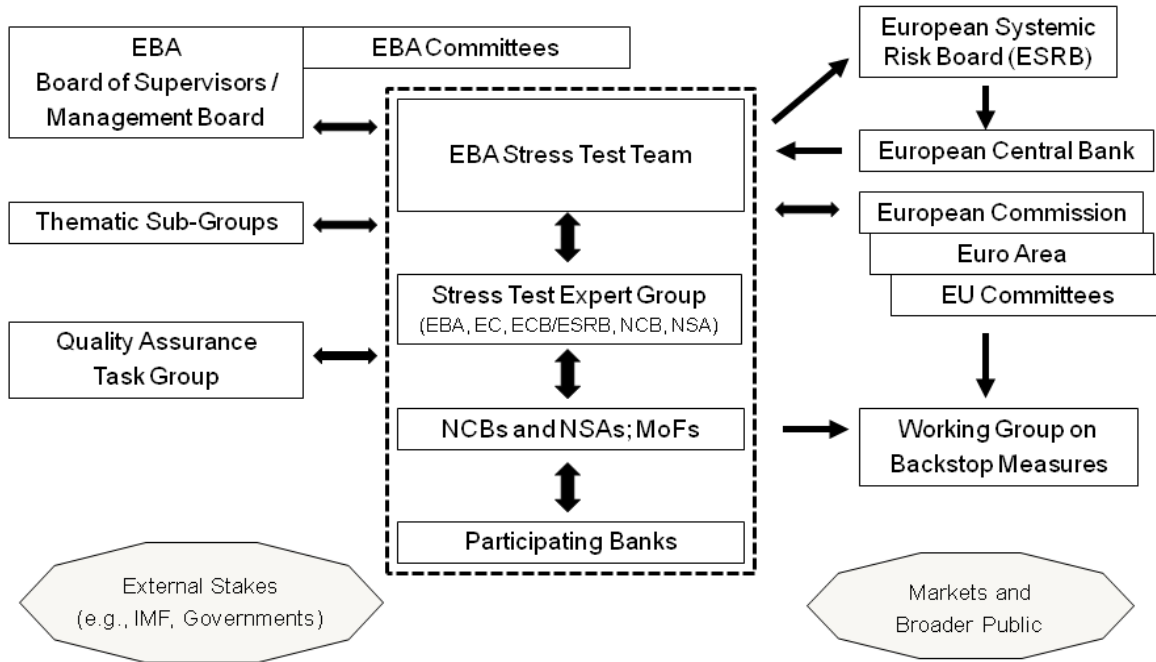 EBA
Board of Supervisors /
Management Board
EBA Committees
Thematic Sub-Groups
Quality Assurance
Task Group
EBA Stress Test Team
Stress Test Expert Group
(EBA, EC, ECB/ESRB, NCB, NSA)
NCBs and NSAs; MoFs
Participating Banks
European Systemic
Risk Board (ESRB)
European Central Bank
European Commission
Euro Area
EU Committees
Working Group on
Backstop Measures
External Stakes
(e.g., IMF, Governments)
Markets and
Broader Public